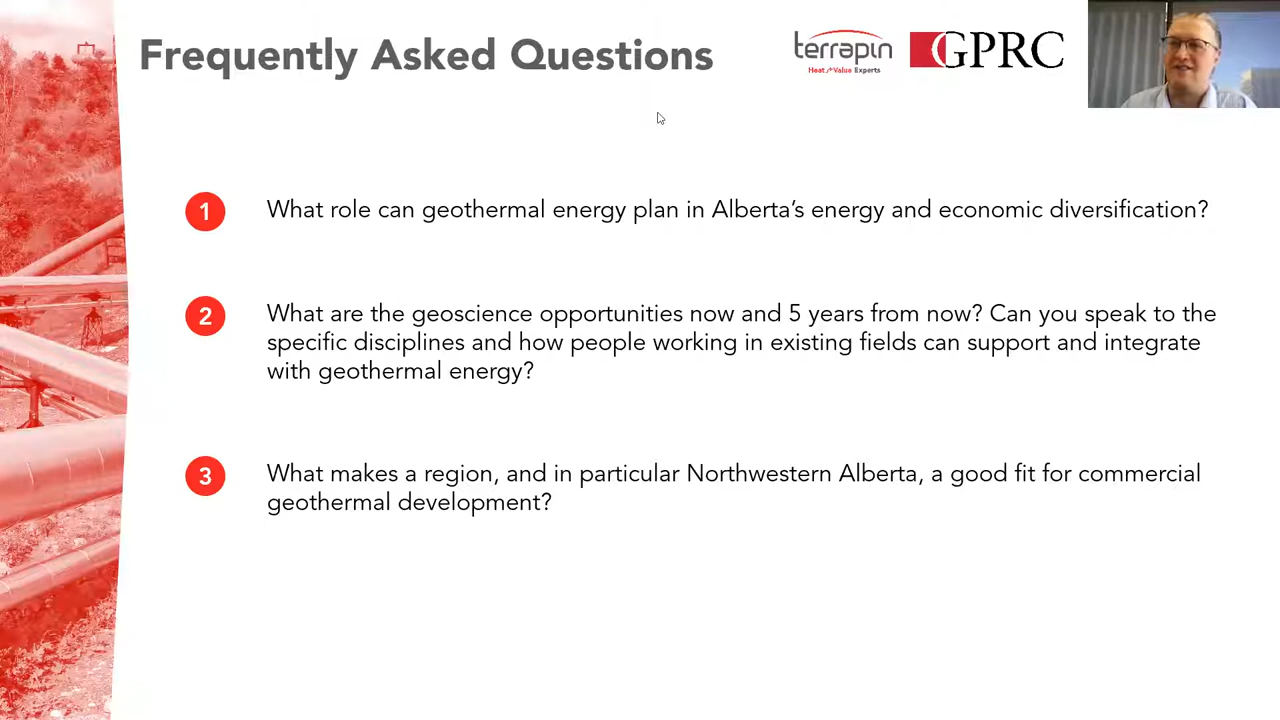 Frequently Asked Questions
terrapin
Heat to Value Experts
GPRC
1 What role can geothermal energy plan in Alberta's energy and economic diversification?
2 What are the geoscience opportunities now and 5 years from now? Can you speak to the
specific disciplines and how people working in existing fields can support and integrate
with geothermal energy?
3 What makes a region, and in particular Northwestern Alberta, a good fit for commercial
geothermal development?